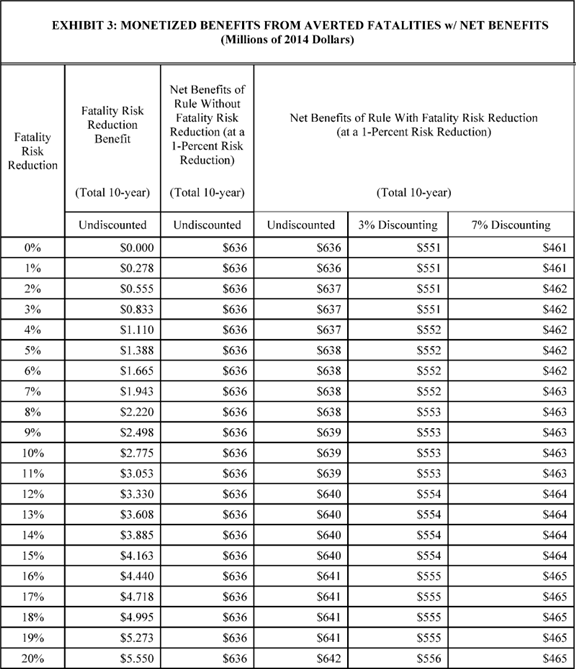 EXHIBIT 3: MONETIZED BENEFITS FROM AVERTED FATALITIES w/ NET BENEFITS
(Millions of 2014 Dollars)
Fatality
Risk
Reduction
Fatality Risk
Reduction
Benefit
(Total 10-year)
Net Benefits of
Rule Without
Fatality Risk
Reduction (at a
1-Percent Risk
Reduction)
(Total 10-year)
Net Benefits of Rule With Fatality Risk Reduction
(at a 1-Percent Risk Reduction)
(Total 10-year)
Undiscounted Undiscounted Undiscounted 3% Discounting 7% Discounting
0% $0.000 $636 $636 $551 $461
1% $0.278 $636 $636 $551 $461
2% $0.555 $636 $637 $551 $462
3% $0.833 $636 $637 $551 $462
4% $1.110 $636 $637 $552 $462
5% $1.388 $636 $638 $552 $462
6% $1.665 $636 $638 $552 $462
7% $1.943 $636 $638 $552 $463
8% $2.220 $636 $638 $553 $463
9% $2.498 $636 $639 $553 $463
10% $2.775 $636 $639 $553 $463
11% $3.053 $636 $639 $553 $463
12% $3.330 $636 $640 $554 $464
13% $3.608 $636 $640 $554 $464
14% $3.885 $636 $640 $554 $464
15% $4.163 $636 $640 $554 $464
16% $4.440 $636 $641 $555 $465
17% $4.718 $636 $641 $555 $465
18% $4.995 $636 $641 $555 $465
19% $5.273 $636 $641 $555 $465
20% $5.550 $636 $642 $556 $465